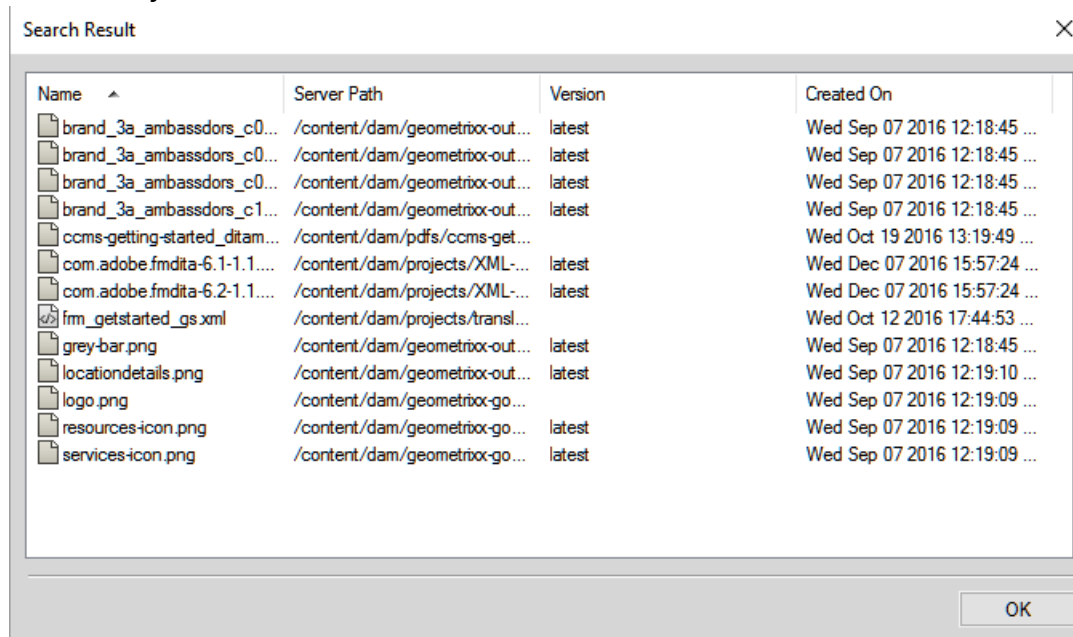 Search Result
Name Server Path Version Created On
brand_3a_ambassdors_c0... /content/dam/geometrixx-out... latest Wed Sep 07 2016 12:18:45 ...
brand_3a_ambassdors_c0... /content/dam/geometrixx-out... latest Wed Sep 07 2016 12:18:45 ...
brand_3a_ambassdors_c0... /content/dam/geometrixx-out... latest Wed Sep 07 2016 12:18:45 ...
brand_3a_ambassdors_c1... /content/dam/geometrixx-out... latest Wed Sep 07 2016 12:18:45 ...
ccms-getting-started_ditam... /content/dam/pdfs/ccms-get... Wed Oct 19 2016 13:19:49 ...
com.adobe.fmdita-6.1-1.1.... /content/dam/projects/XML-... latest Wed Dec 07 2016 15:57:24 ...
com.adobe.fmdita-6.2-1.1.... /content/dam/projects/XML-... latest Wed Dec 07 2016 15:57:24 ...
frm_getstarted_gs.xml /content/dam/projects/transl... Wed Oct 12 2016 17:44:53 ...
grey-bar.png /content/dam/geometrixx-out... latest Wed Sep 07 2016 12:18:45 ...
locationdetails.png /content/dam/geometrixx-out... latest Wed Sep 07 2016 12:19:10 ...
logo.png /content/dam/geometrixx-go... Wed Sep 07 2016 12:19:09 ...
resources-icon.png /content/dam/geometrixx-go... latest Wed Sep 07 2016 12:19:09 ...
services-icon.png /content/dam/geometrixx-go... latest Wed Sep 07 2016 12:19:09 ...
OK